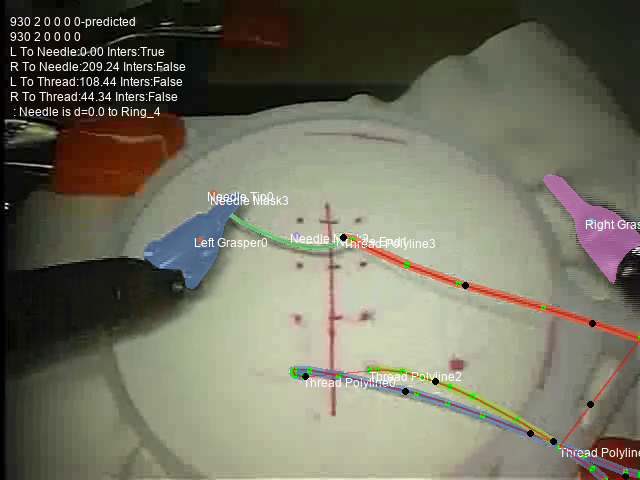 930 2 0 0 0 0-predicted
930 2 0 0 0 0
L To Needle:0.00 Inters:True
R To Needle:209.24 Inters:False
L To Thread:108.44 Inters:False
R To Thread:44.34 Inters:False
: Needle is d=0.0 to Ring_4
Needle Tip0
Needle Mask3
Left Grasper0
Right Gras
Thread Polyline3
Thread Polyline2
Thread Polyline0
Thread Polyline